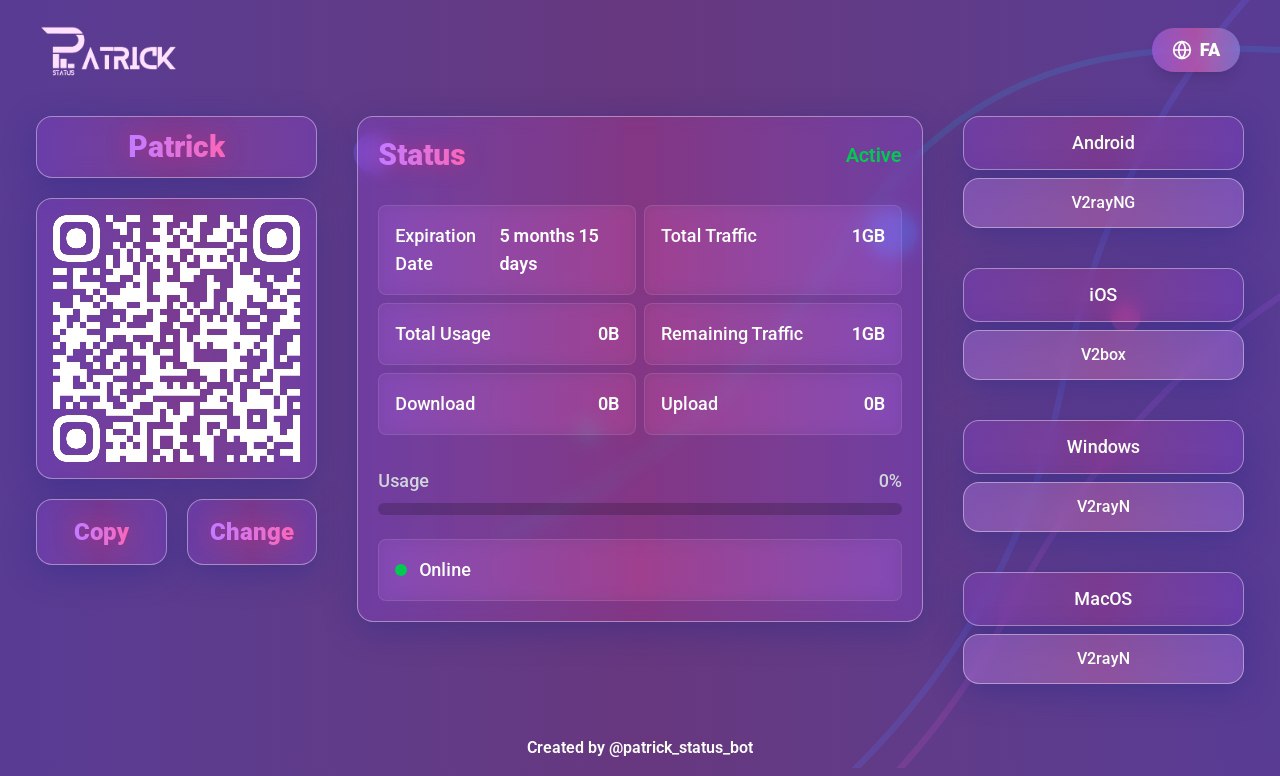 PATRICK
STATUS
FA
Patrick
Copy
Change
Status
Active
Expiration Date
5 months 15 days
Total Traffic
1GB
Total Usage
0B
Remaining Traffic
1GB
Download
0B
Upload
0B
Usage
0%
Online
Android
V2rayNG
iOS
V2box
Windows
V2rayN
MacOS
V2rayN
Created by @patrick_status_bot